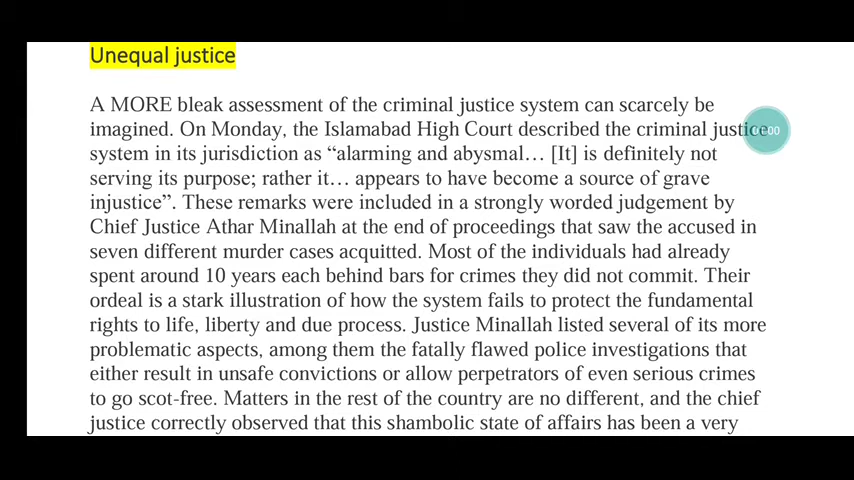 Unequal justice
A MORE bleak assessment of the criminal justice system can scarcely be
imagined. On Monday, the Islamabad High Court described the criminal justice
system in its jurisdiction as “alarming and abysmal… [It] is definitely not
serving its purpose; rather it… appears to have become a source of grave
injustice”. These remarks were included in a strongly worded judgement by
Chief Justice Athar Minallah at the end of proceedings that saw the accused in
seven different murder cases acquitted. Most of the individuals had already
spent around 10 years each behind bars for crimes they did not commit. Their
ordeal is a stark illustration of how the system fails to protect the fundamental
rights to life, liberty and due process. Justice Minallah listed several of its more
problematic aspects, among them the fatally flawed police investigations that
either result in unsafe convictions or allow perpetrators of even serious crimes
to go scot-free. Matters in the rest of the country are no different, and the chief
justice correctly observed that this shambolic state of affairs has been a very